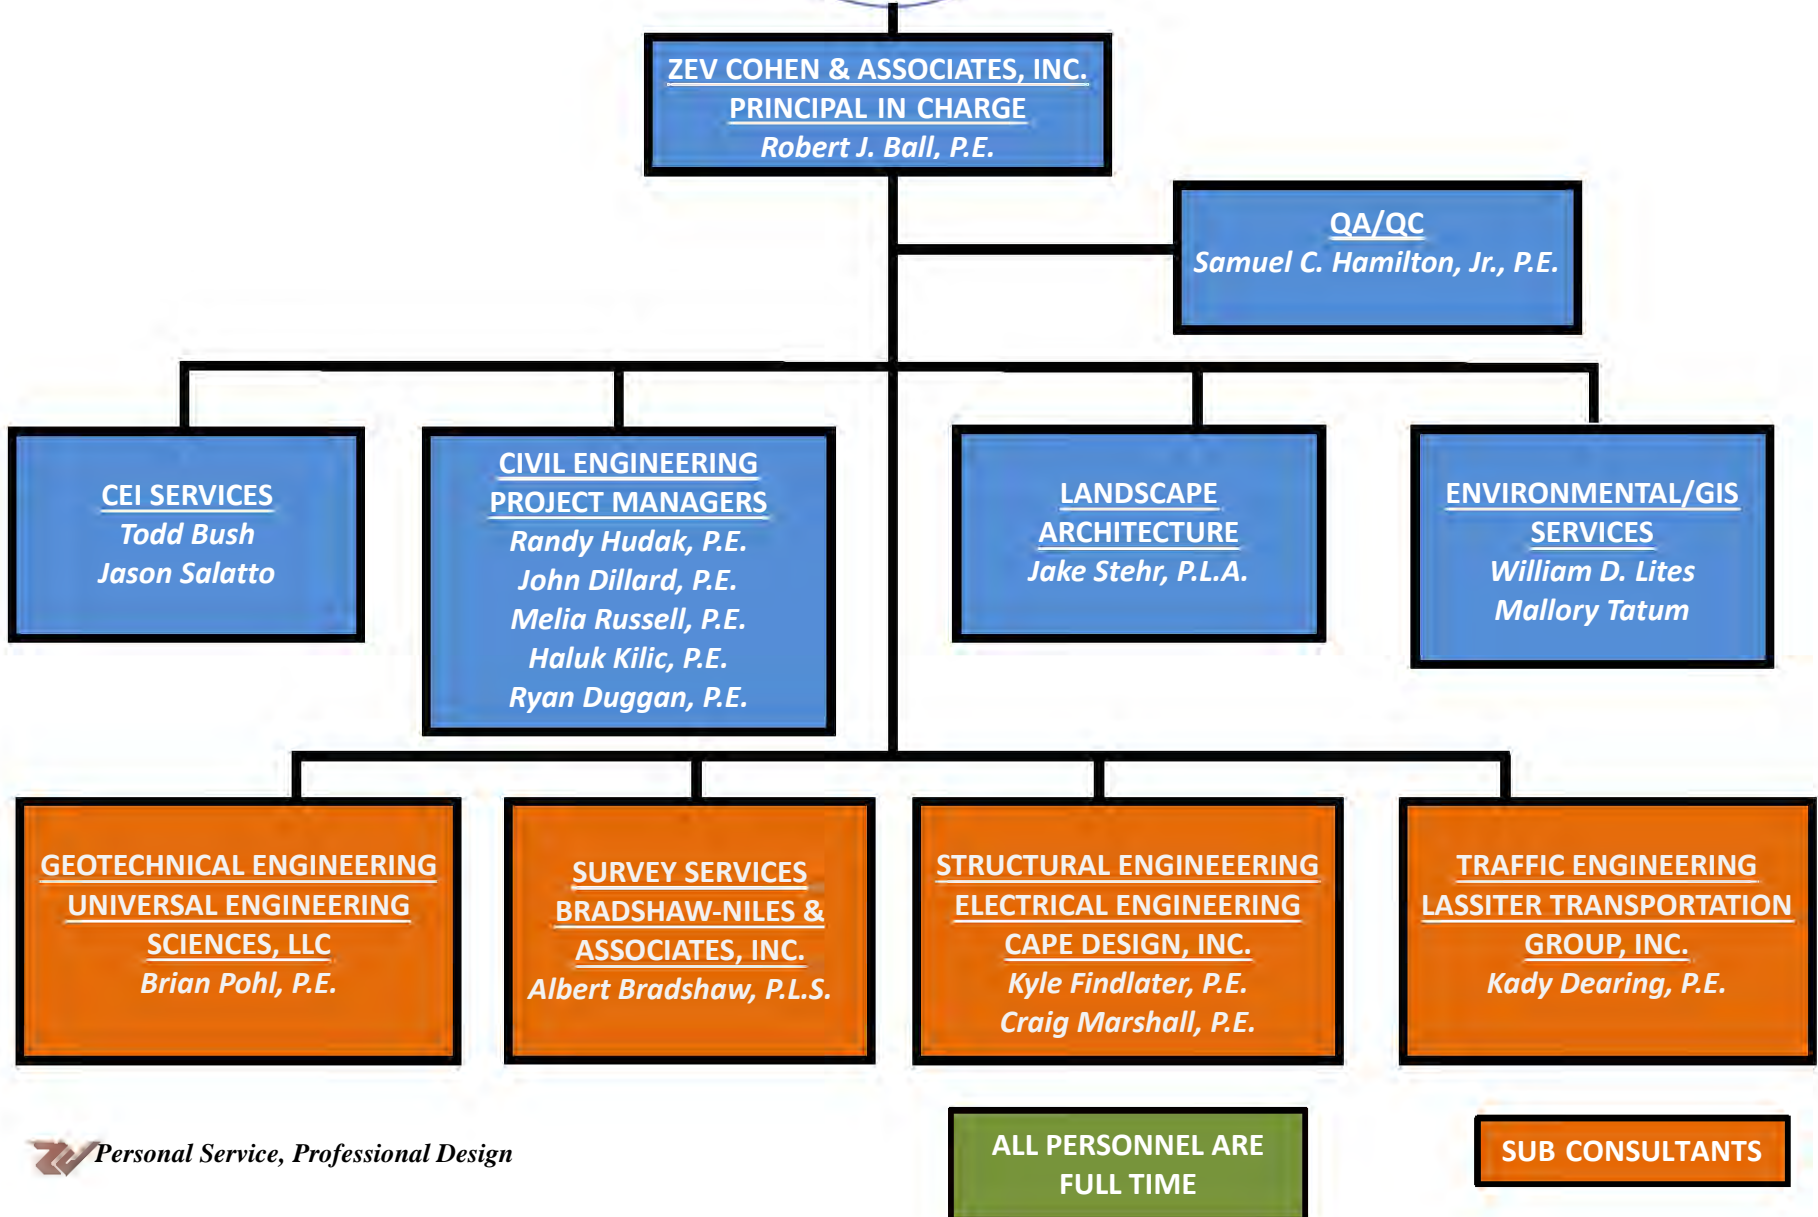 ZEV COHEN & ASSOCIATES, INC.
PRINCIPAL IN CHARGE
Robert J. Ball, P.E.
QA/QC
Samuel C. Hamilton, Jr., P.E.
CEI SERVICES
Todd Bush
Jason Salatto
CIVIL ENGINEERING
PROJECT MANAGERS
Randy Hudak, P.E.
John Dillard, P.E.
Melia Russell, P.E.
Haluk Kilic, P.E.
Ryan Duggan, P.E.
LANDSCAPE
ARCHITECTURE
Jake Stehr, P.L.A.
ENVIRONMENTAL/GIS
SERVICES
William D. Lites
Mallory Tatum
GEOTECHNICAL ENGINEERING
UNIVERSAL ENGINEERING
SCIENCES, LLC
Brian Pohl, P.E.
SURVEY SERVICES
BRADSHAW-NILES &
ASSOCIATES, INC.
Albert Bradshaw, P.L.S.
STRUCTURAL ENGINEEERING
ELECTRICAL ENGINEERING
CAPE DESIGN, INC.
Kyle Findlater, P.E.
Craig Marshall, P.E.
TRAFFIC ENGINEERING
LASSITER TRANSPORTATION
GROUP, INC.
Kady Dearing, P.E.
Personal Service, Professional Design
ALL PERSONNEL ARE
FULL TIME
SUB CONSULTANTS